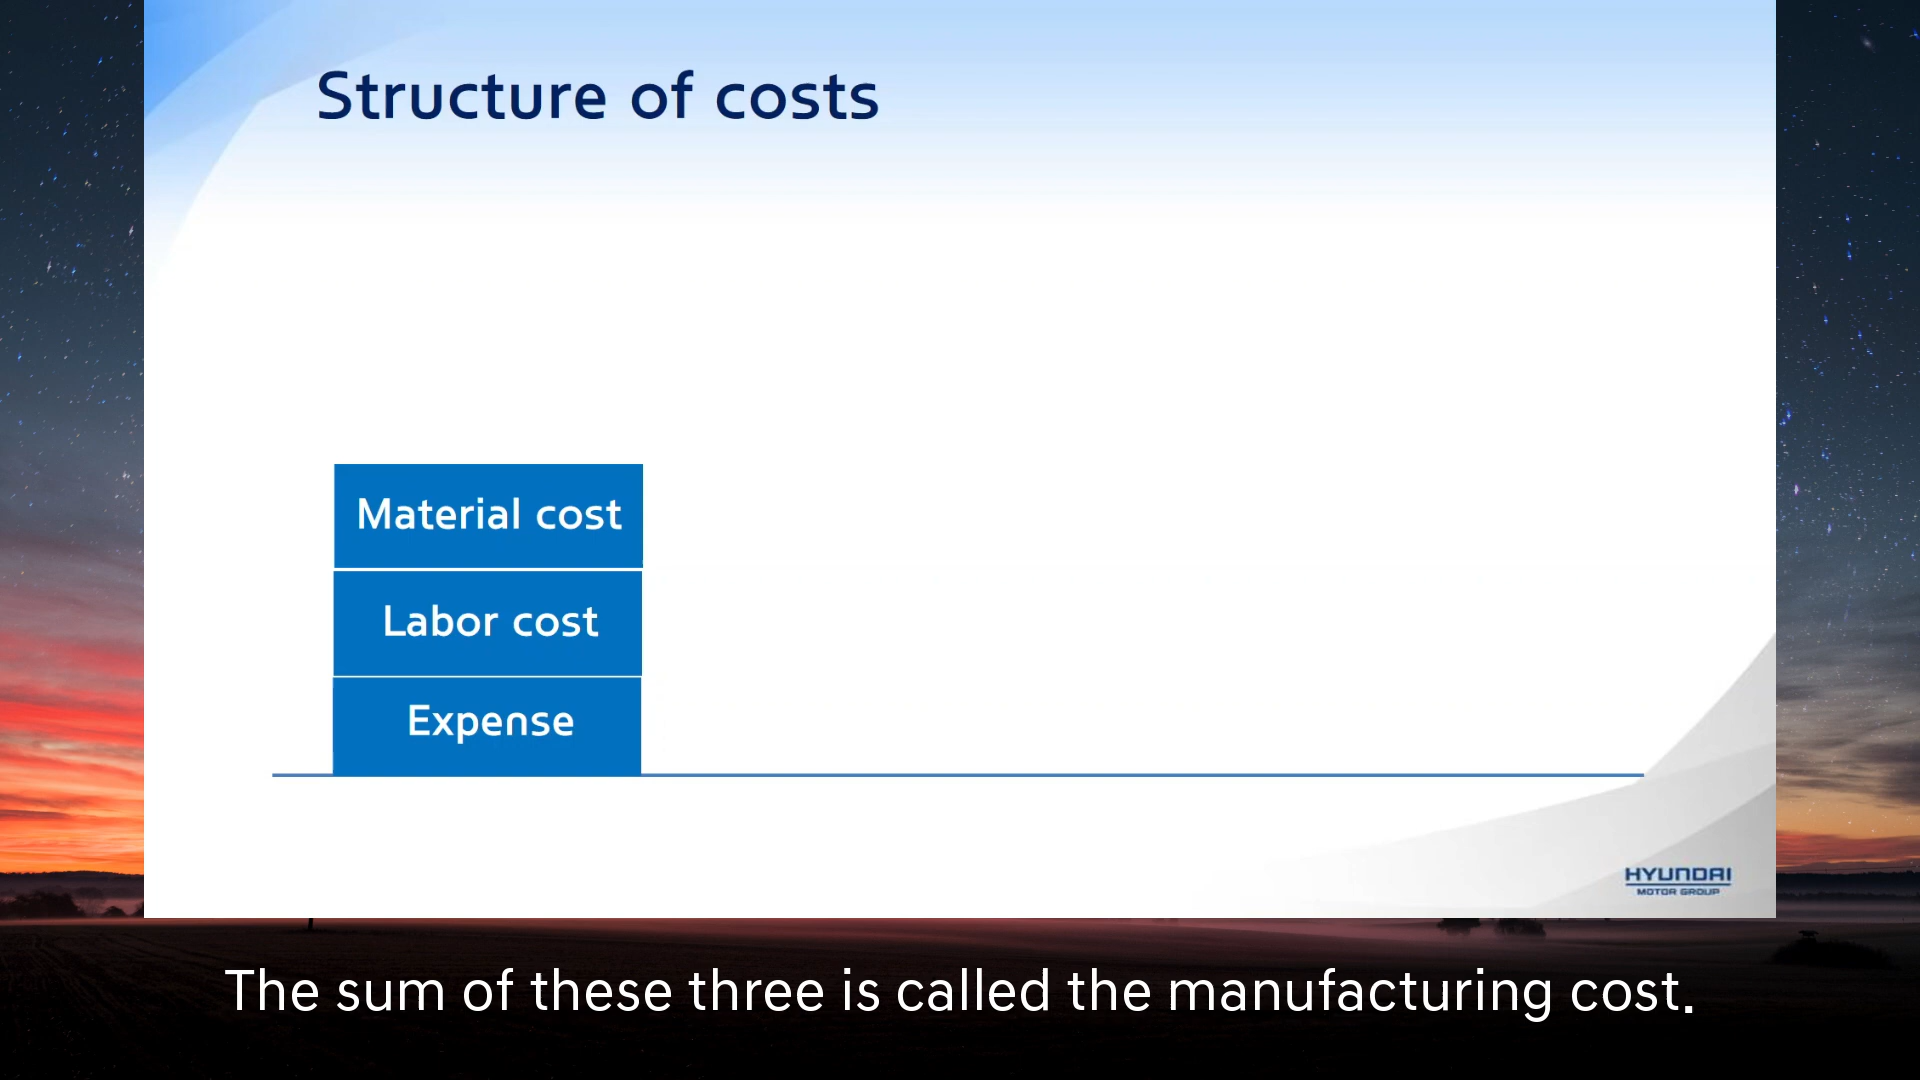 Structure of costs
Material cost
Labor cost
Expense
HYUNDAI
MOTOR GROUP
The sum of these three is called the manufacturing cost.